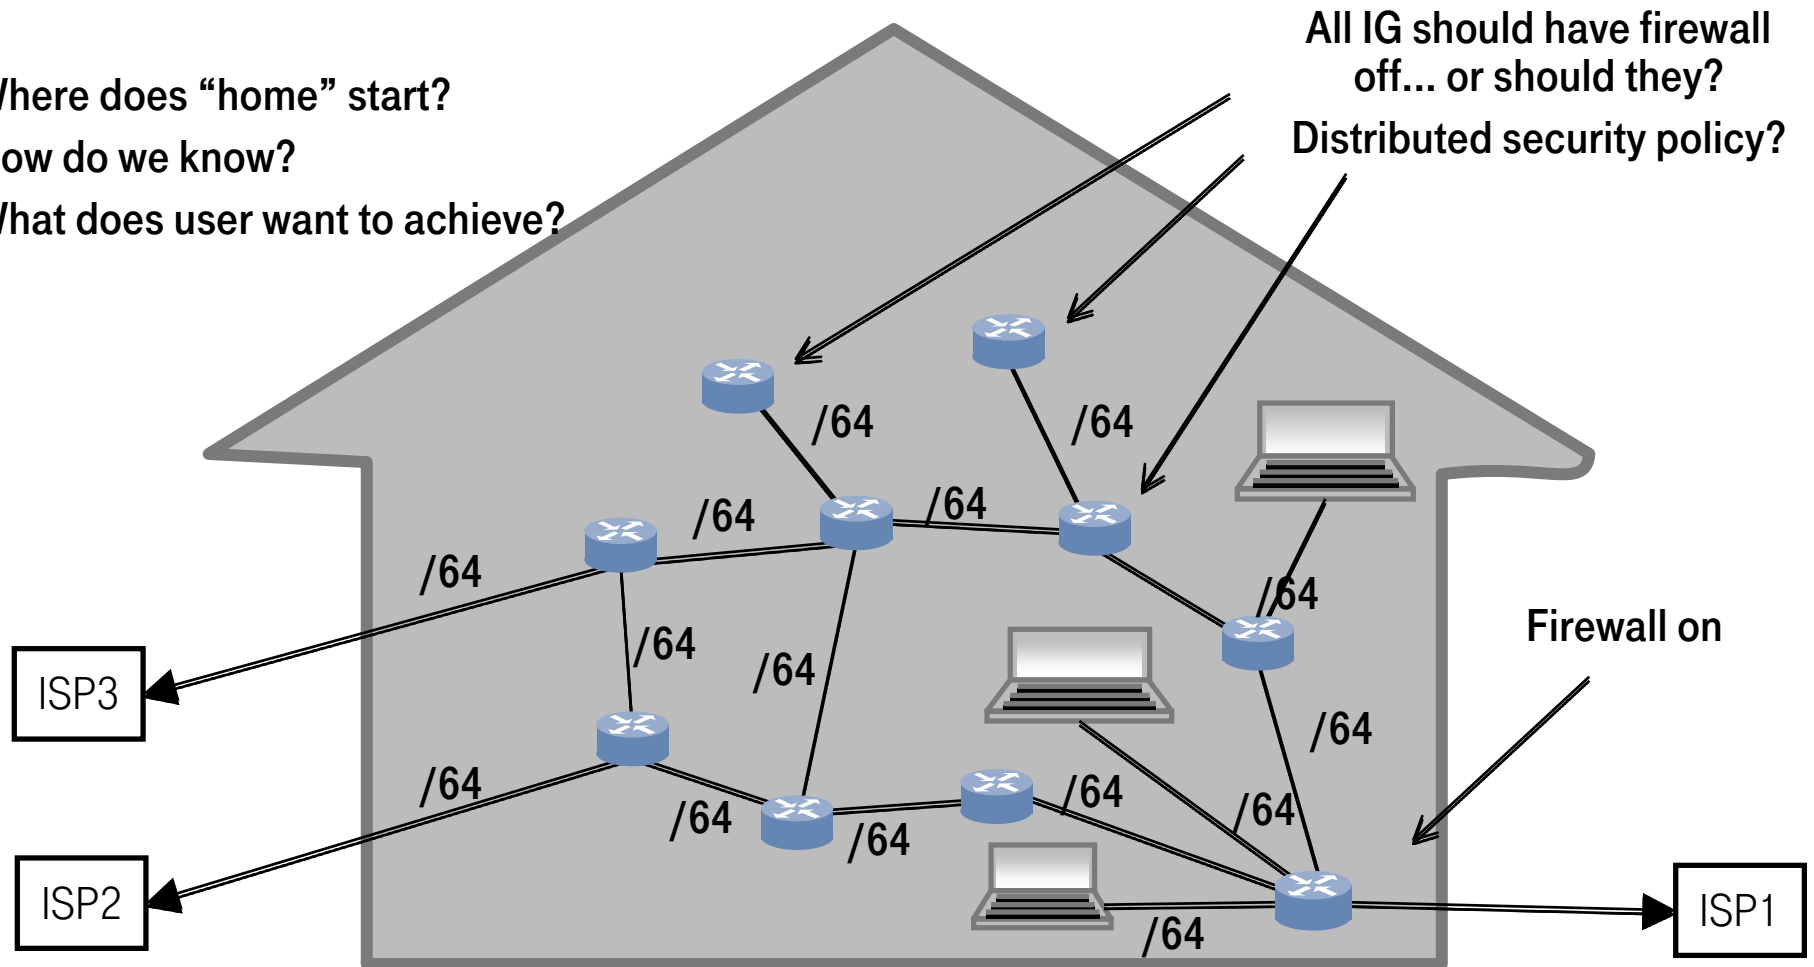 All IG should have firewall
off... or should they?
Distributed security policy?
Where does “home” start?
ow do we know?
What does user want to achieve?
/64
/64
/64
/64
/64
/64
Firewall on
/64
/64
ISP3
/64
/64
/64
/64
/64
/64
ISP2
ISP1
/64